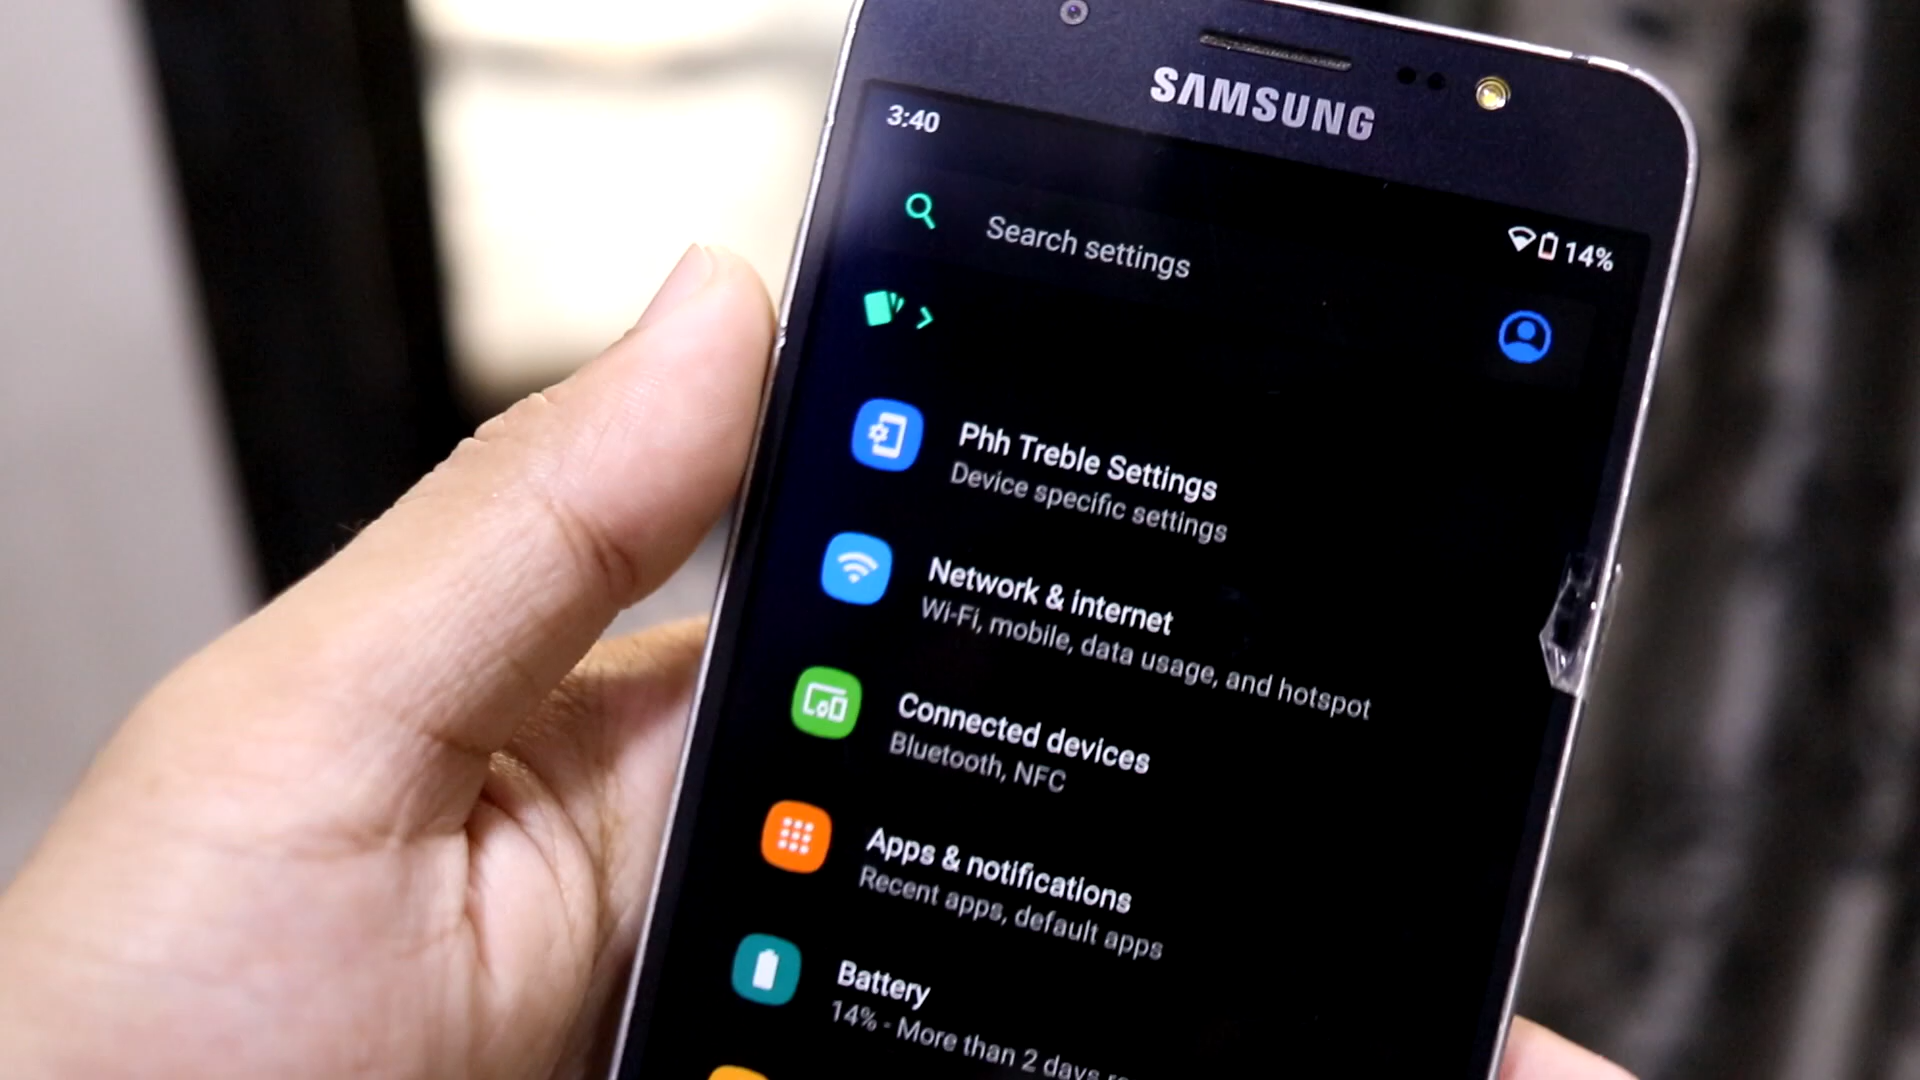 SAMSUNG
3:40
14%
Search settings
Phh Treble Settings
Device specific settings
Network & internet
Wi-Fi, mobile, data usage, and hotspot
Connected devices
Bluetooth, NFC
Apps & notifications
Recent apps, default apps
Battery
14% - More than 2 days